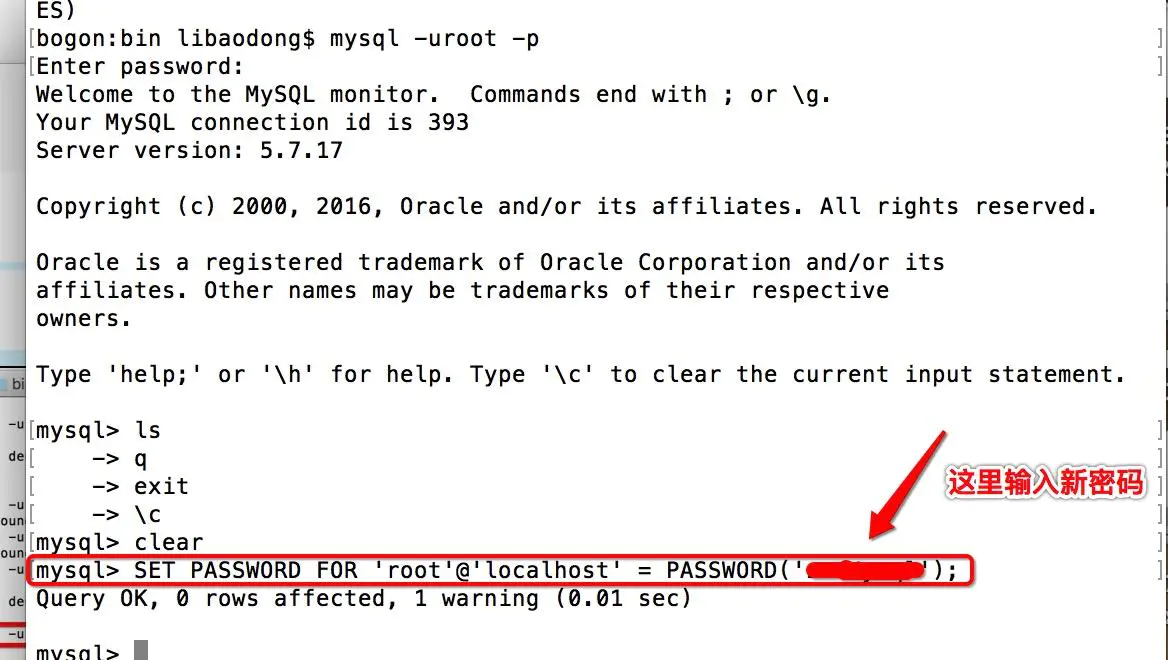 ES)
[bogon:bin libaodong$ mysql -uroot -p ]
[Enter password: ]
Welcome to the MySQL monitor.  Commands end with ; or \g.
Your MySQL connection id is 393
Server version: 5.7.17
Copyright (c) 2000, 2016, Oracle and/or its affiliates. All rights reserved.
Oracle is a registered trademark of Oracle Corporation and/or its
affiliates. Other names may be trademarks of their respective
owners.
Type 'help;' or '\h' for help. Type '\c' to clear the current input statement.
[mysql> ls ]
[    -> q ]
[    -> exit ]
[    -> \c ]
[mysql> clear ]
这里输入新密码
[mysql> SET PASSWORD FOR 'root'@'localhost' = PASSWORD(' '); ]
Query OK, 0 rows affected, 1 warning (0.01 sec)
mysql>
bi
-u
de
-u
oun
-u
oun
-u
de
-u